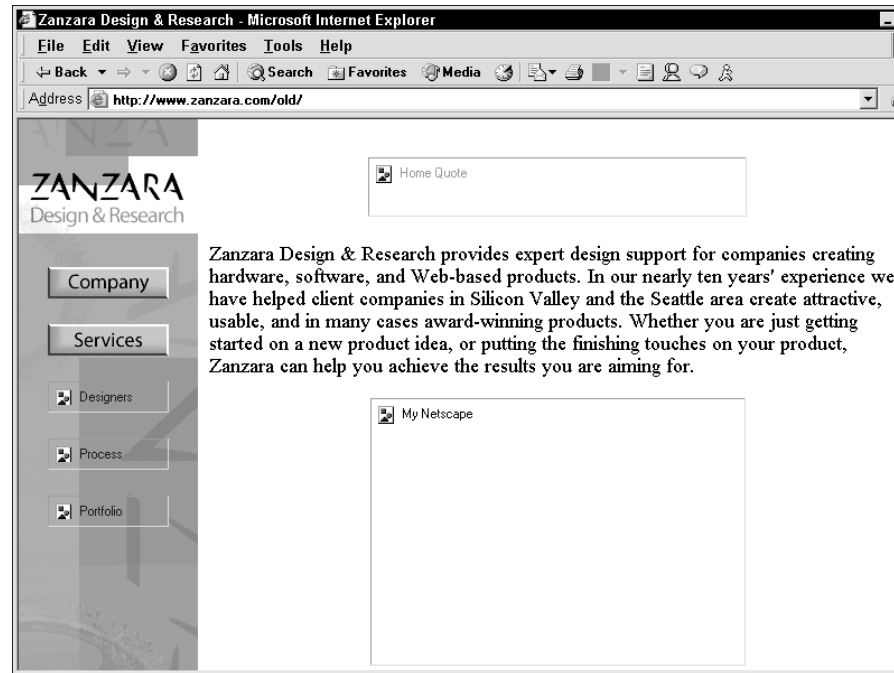 Zanzara Design & Research - Microsoft Internet Explorer
File Edit View Favorites Tools Help
Back Search Favorites Media
Address http://www.zanzara.com/old/
ZANZARA
Design & Research
Company
Services
Designers
Process
Portfolio
Home Quote
Zanzara Design & Research provides expert design support for companies creating
hardware, software, and Web-based products. In our nearly ten years' experience we
have helped client companies in Silicon Valley and the Seattle area create attractive,
usable, and in many cases award-winning products. Whether you are just getting
started on a new product idea, or putting the finishing touches on your product,
Zanzara can help you achieve the results you are aiming for.
My Netscape